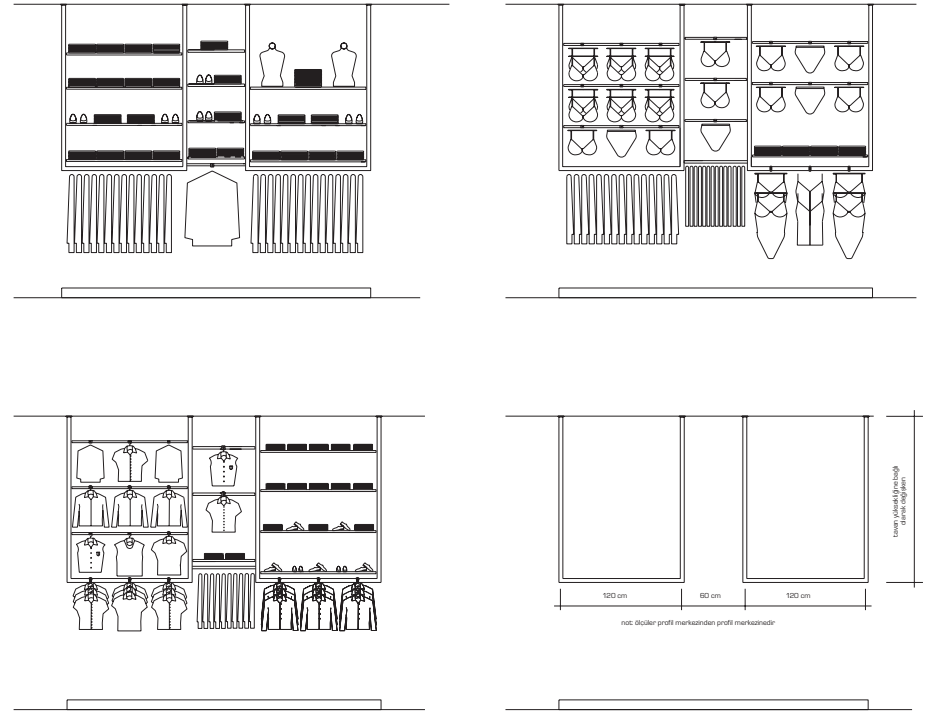 tavan yüksekliğine bağlı
olarak değişken
120 cm
60 cm
120 cm
not: ölçüler profil merkezinden profil merkezinedir